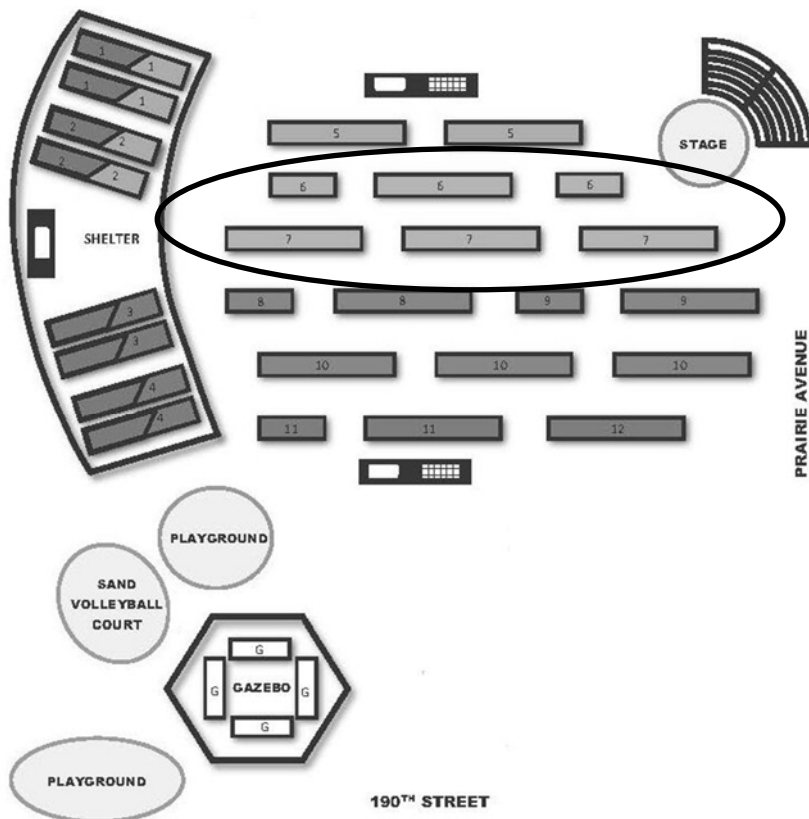 1 1
1 1
2 2
2 2
SHELTER
3
3
4
4
5 5
6 6 6
7 7 7
8 8 9 9
10 10 10
11 11 12
STAGE
PRAIRIE AVENUE
PLAYGROUND
SAND
VOLLEYBALL
COURT
G
G GAZEBO G
G
PLAYGROUND
190TH STREET